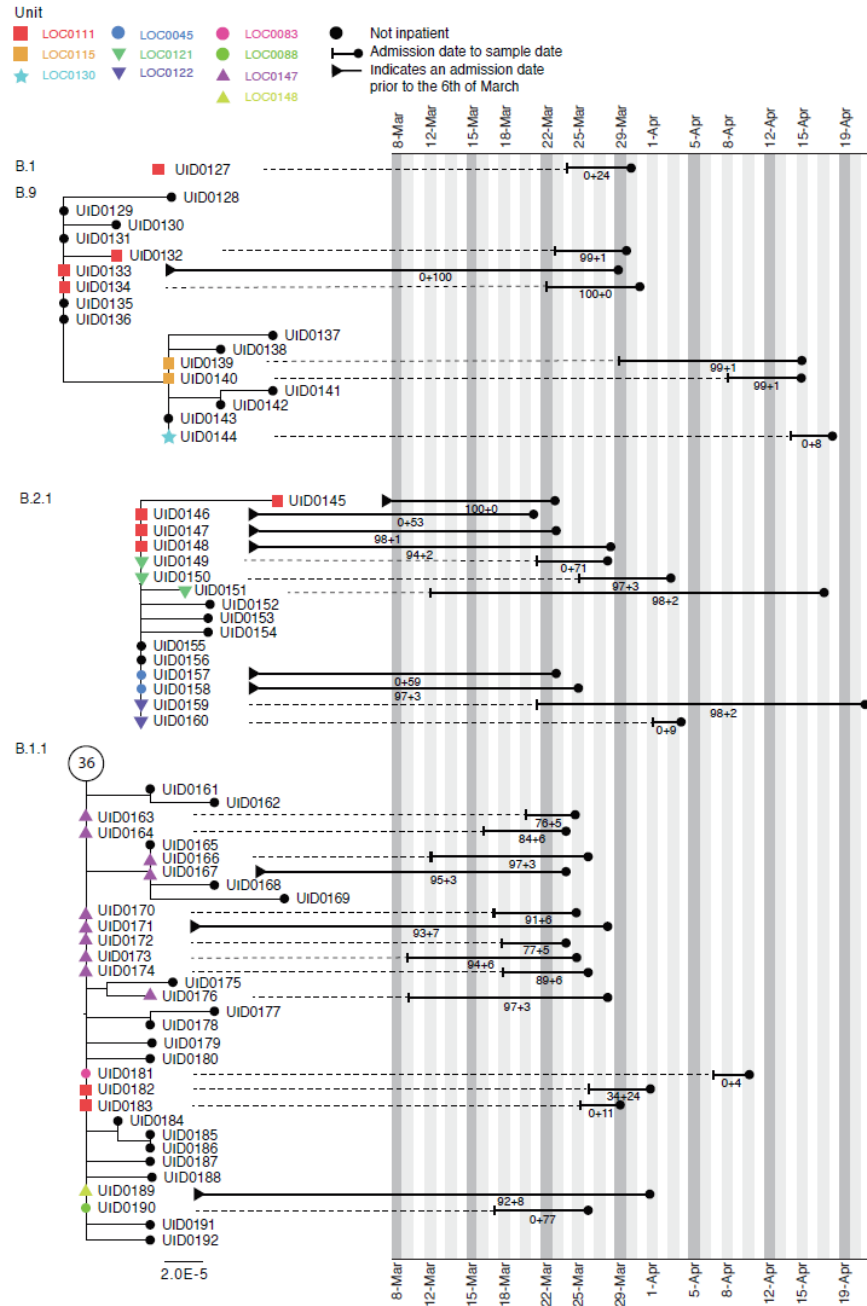 Unit
LOC0111 LOC0045 LOC0083 Not inpatient
LOC0115 LOC0121 LOC0088 Admission date to sample date
LOC0130 LOC0122 LOC0147 Indicates an admission date
LOC0148 prior to the 6th of March
8-Mar 12-Mar 15-Mar 18-Mar 22-Mar 25-Mar 29-Mar 1-Apr 5-Apr 8-Apr 12-Apr 15-Apr 19-Apr
B.1
UID0127
0+24
B.9
UID0128
UID0129
UID0130
UID0131
UID0132
99+1
UID0133
0+100
UID0134
100+0
UID0135
UID0136
UID0137
UID0138
UID0139
99+1
UID0140
99+1
UID0141
UID0142
UID0143
UID0144
0+8
B.2.1
UID0145
100+0
UID0146
0+53
UID0147
98+1
UID0148
94+2
UID0149
0+71
UID0150
97+3
UID0151
98+2
UID0152
UID0153
UID0154
UID0155
UID0156
UID0157
0+59
UID0158
97+3
UID0159
98+2
UID0160
0+9
B.1.1
36
UID0161
UID0162
UID0163
76+5
UID0164
84+6
UID0165
UID0166
97+3
UID0167
95+3
UID0168
UID0169
UID0170
91+6
UID0171
93+7
UID0172
77+5
UID0173
94+6
UID0174
89+6
UID0175
UID0176
97+3
UID0177
UID0178
UID0179
UID0180
UID0181
0+4
UID0182
34+24
UID0183
0+11
UID0184
UID0185
UID0186
UID0187
UID0188
UID0189
92+8
UID0190
0+77
UID0191
UID0192
2.0E-5
8-Mar 12-Mar 15-Mar 18-Mar 22-Mar 25-Mar 29-Mar 1-Apr 5-Apr 8-Apr 12-Apr 15-Apr 19-Apr